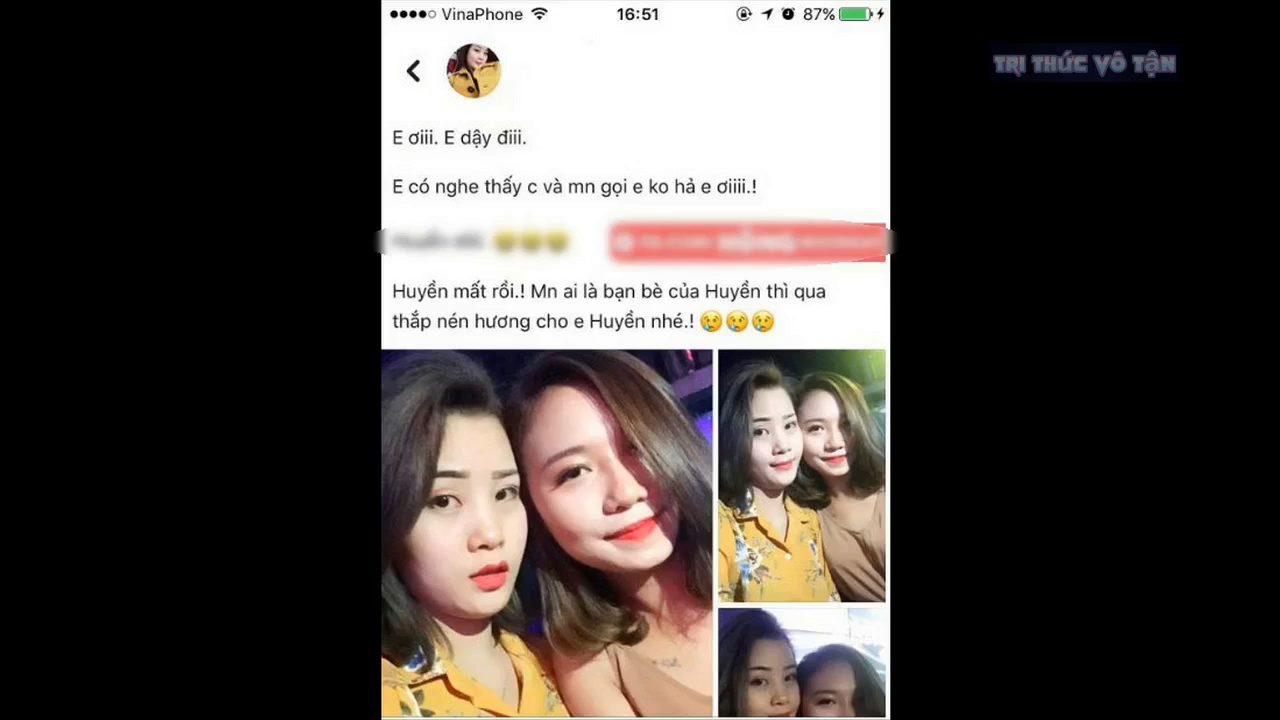 VinaPhone 16:51 87%
TRI THỨC VÔ TẬN
E ơiii. E dậy điii.
E có nghe thấy c và mn gọi e ko hả e ơiiii.!
Huyền mất rồi.! Mn ai là bạn bè của Huyền thì qua
thắp nén hương cho e Huyền nhé.! 😢😢😢